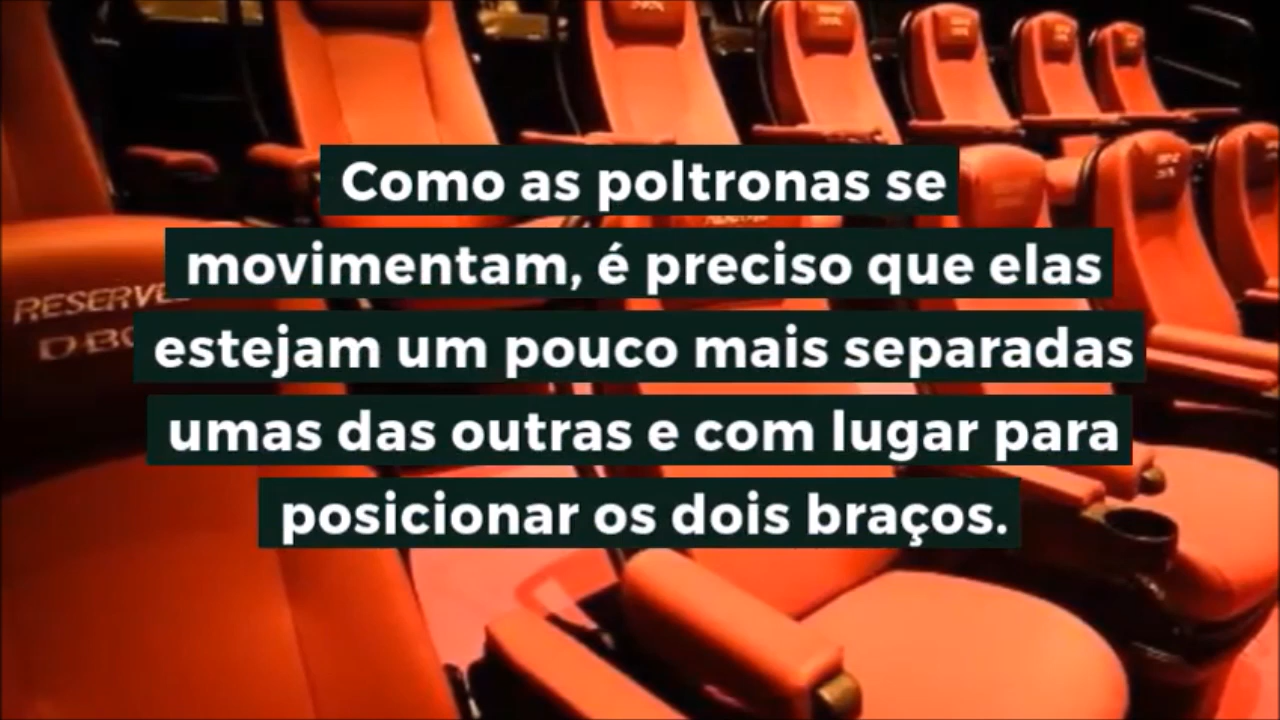 Como as poltronas se
movimentam, é preciso que elas
estejam um pouco mais separadas
umas das outras e com lugar para
posicionar os dois braços.